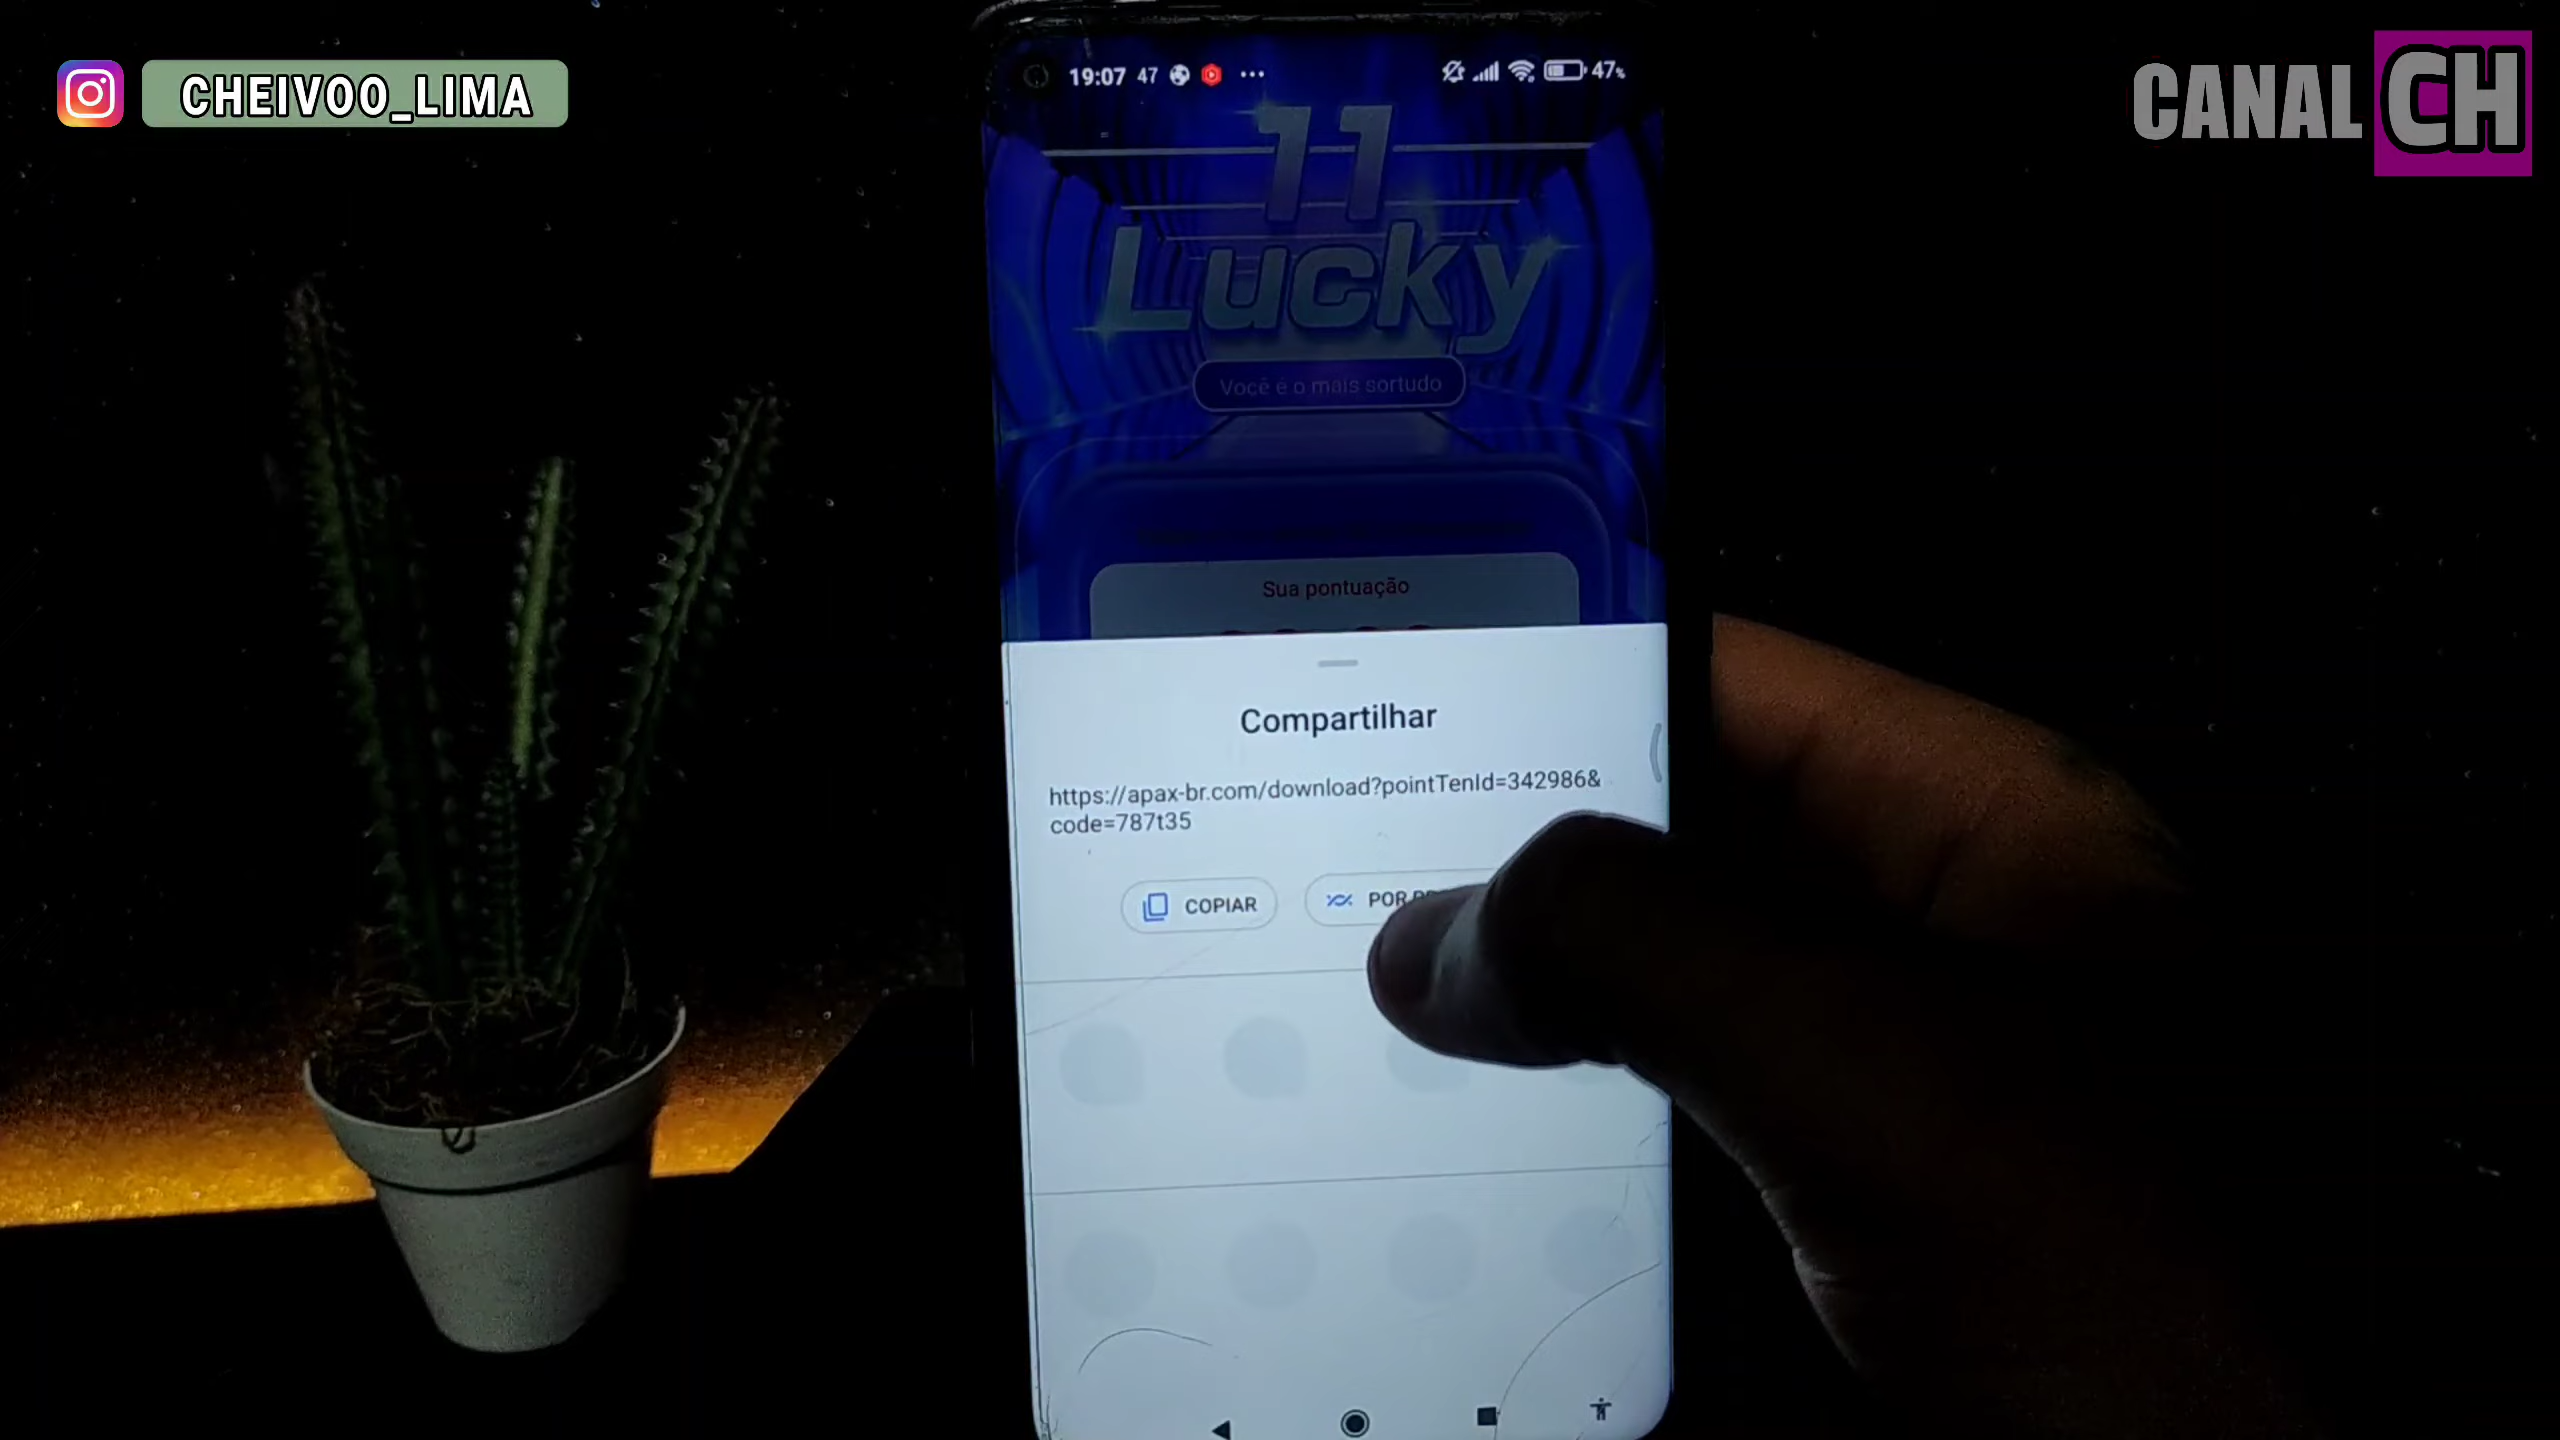 CHEIVOO_LIMA
CANAL CH
19:07 47
47%
11
Lucky
Você é o mais sortudo
Sua pontuação
Compartilhar
https://apax-br.com/download?pointTenId=342986&
code=787t35
COPIAR
POR